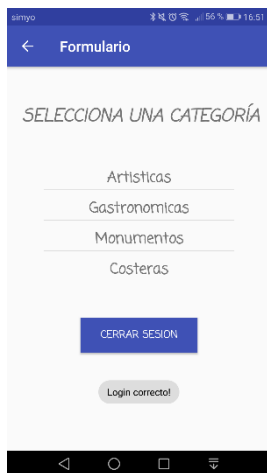 simyo 56 % 16:51
Formulario
SELECCIONA UNA CATEGORÍA
Artisticas
Gastronomicas
Monumentos
Costeras
CERRAR SESION
Login correcto!